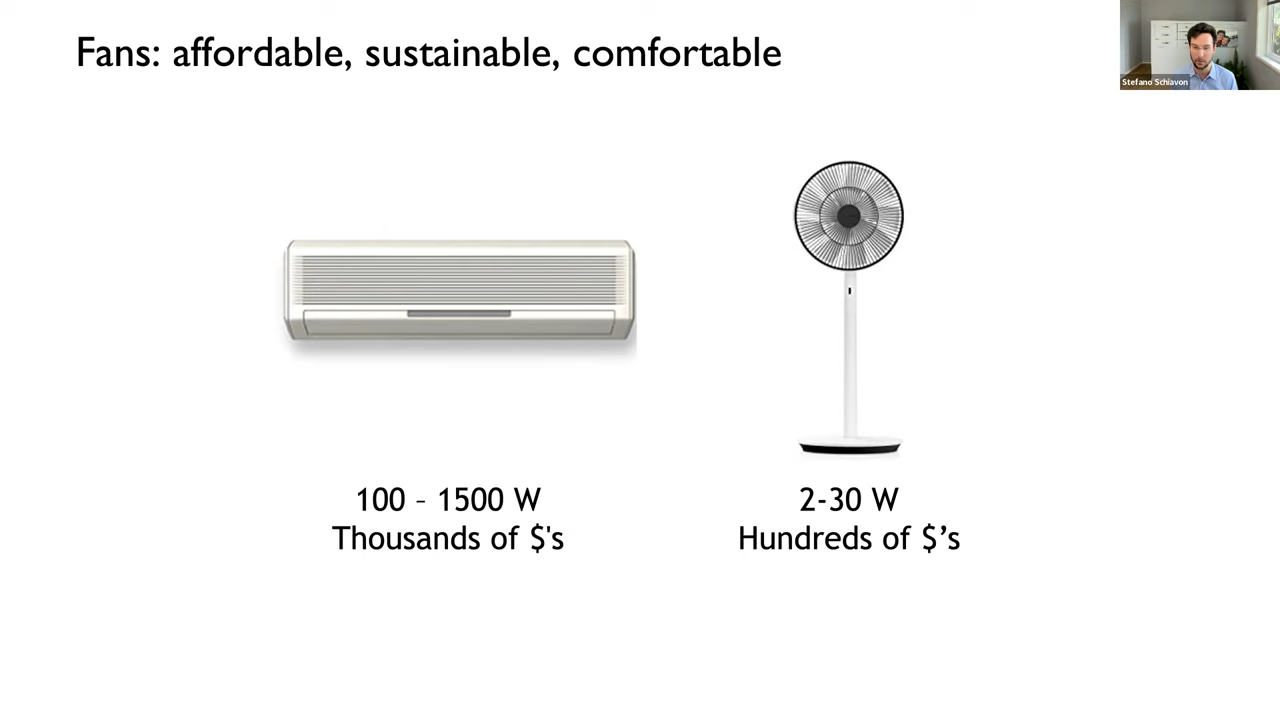 Fans: affordable, sustainable, comfortable
Stefano Schiavon
100 – 1500 W
Thousands of $'s
2-30 W
Hundreds of $’s